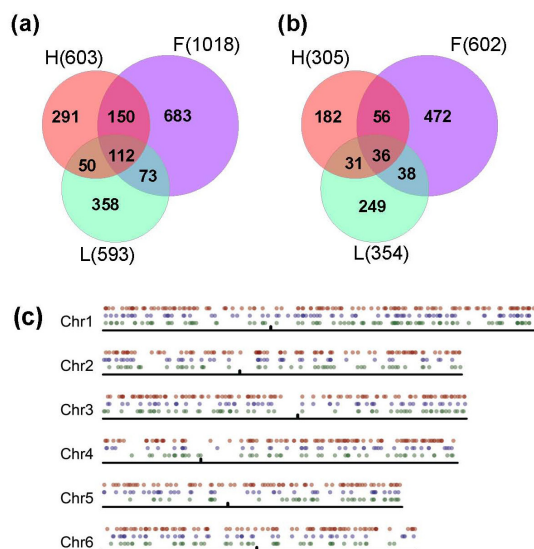 (a)
H(603) F(1018)
291 150 683
112
50 73
358
L(593)
(b)
H(305) F(602)
182 56 472
36
31 38
249
L(354)
(c)
Chr1
Chr2
Chr3
Chr4
Chr5
Chr6